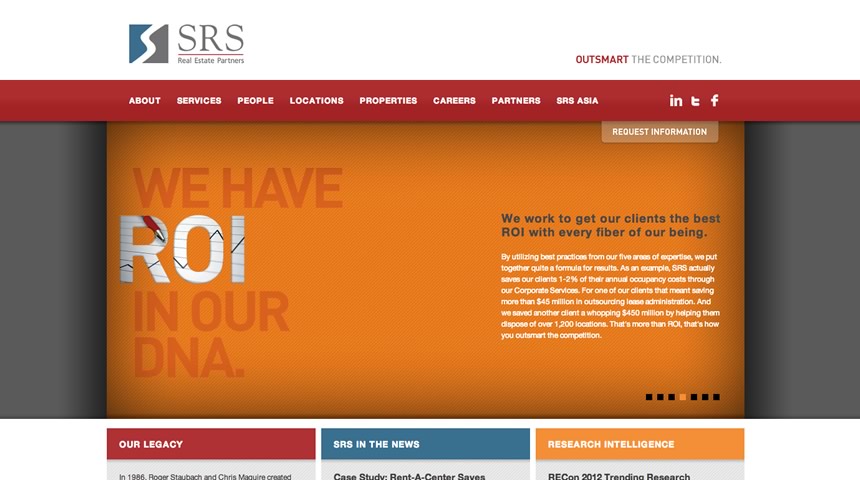 SRS
Real Estate Partners
OUTSMART THE COMPETITION.
ABOUT SERVICES PEOPLE LOCATIONS PROPERTIES CAREERS PARTNERS SRS ASIA
REQUEST INFORMATION
WE HAVE
ROI
IN OUR
DNA.
We work to get our clients the best
ROI with every fiber of our being.
By utilizing best practices from our five areas of expertise, we put
together quite a formula for results. As an example, SRS actually
saves our clients 1-2% of their annual occupancy costs through
our Corporate Services. For one of our clients that meant saving
more than $45 million in outsourcing lease administration. And
we saved another client a whopping $450 million by helping them
dispose of over 1,200 locations. That's more than ROI, that's how
you outsmart the competition.
OUR LEGACY
In 1986, Roger Staubach and Chris Maguire created
SRS IN THE NEWS
Case Study: Rent-A-Center Saves
RESEARCH INTELLIGENCE
RECon 2012 Trending Research